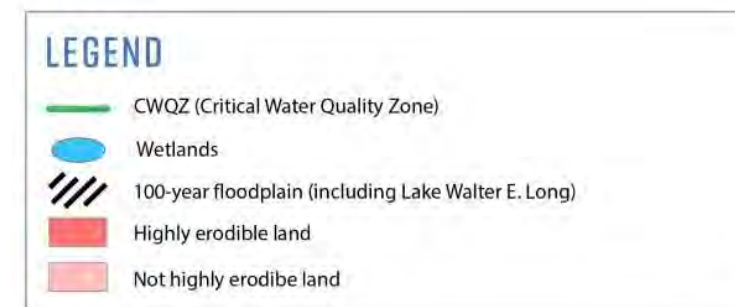 LEGEND
CWQZ (Critical Water Quality Zone)
Wetlands
100-year floodplain (including Lake Walter E. Long)
Highly erodible land
Not highly erodibe land